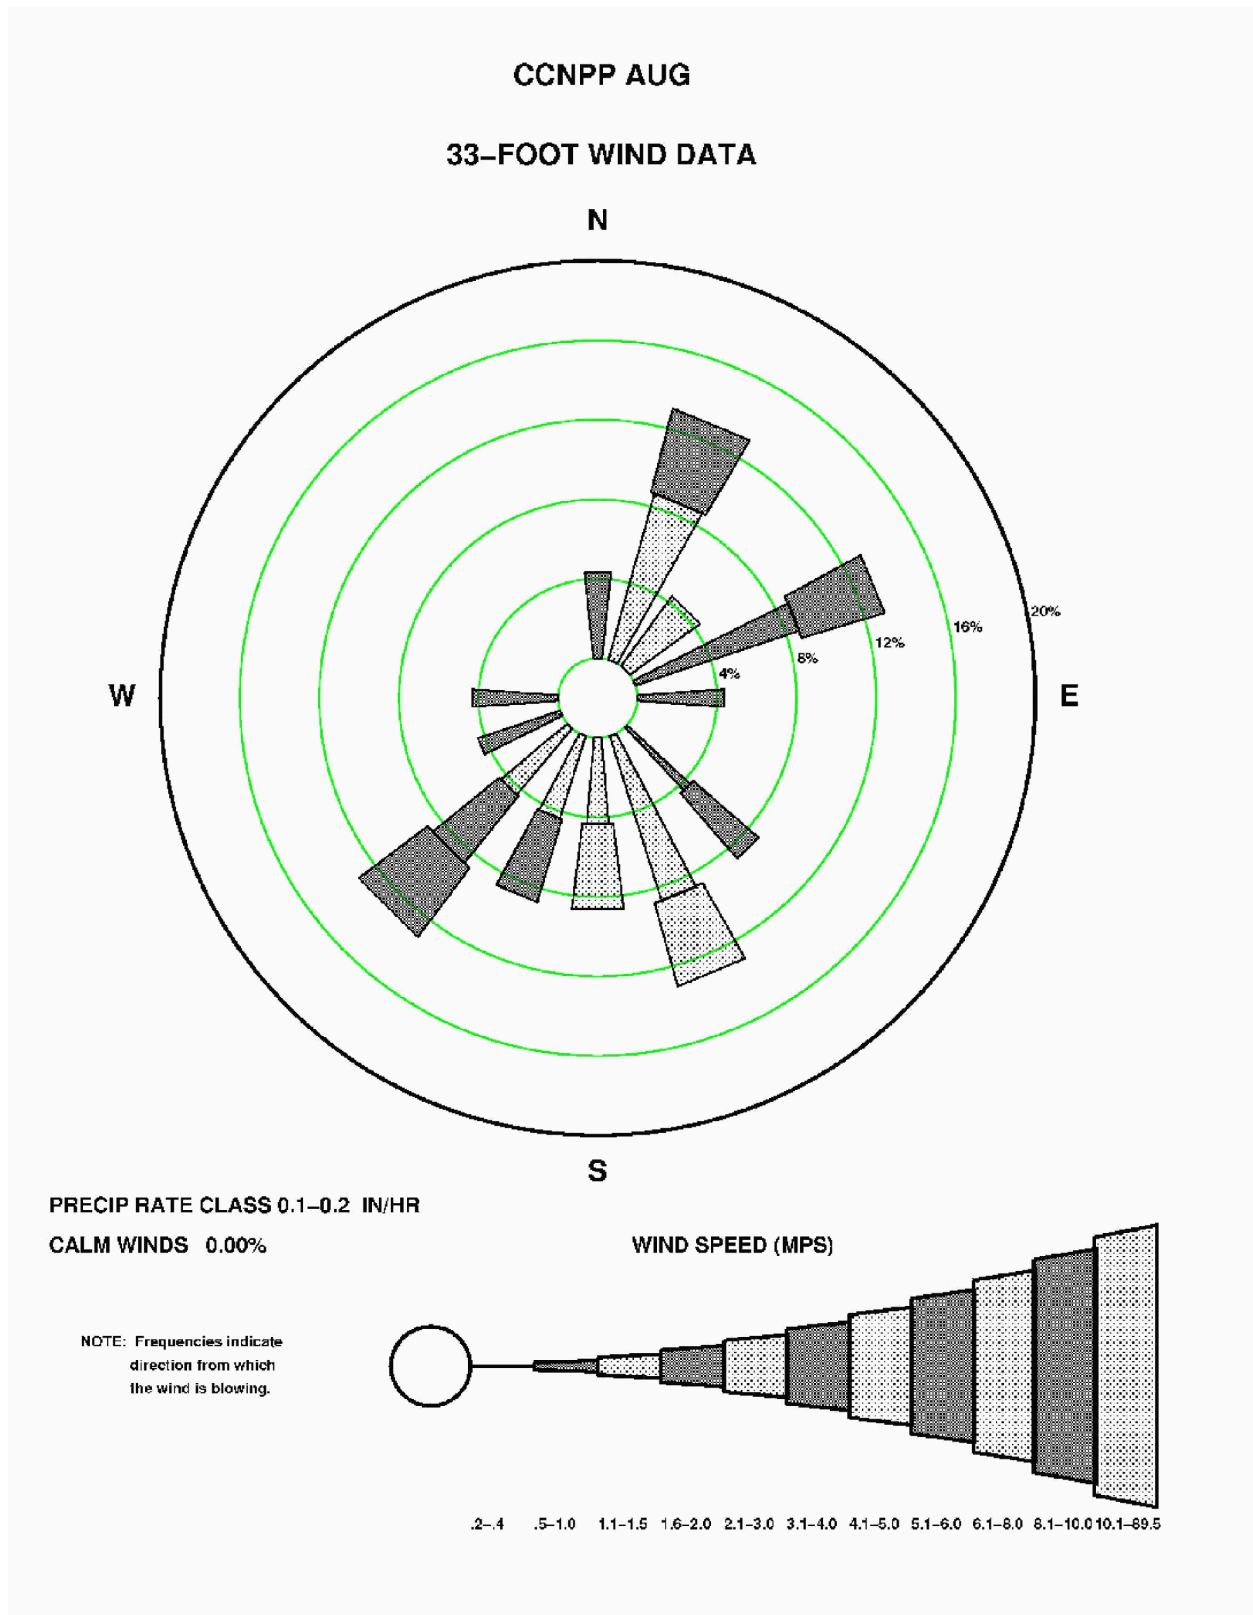 CCNPP AUG
33–FOOT WIND DATA
N
20%
16%
12%
8%
4%
W
E
S
PRECIP RATE CLASS 0.1–0.2 IN/HR
CALM WINDS 0.00%
WIND SPEED (MPS)
NOTE: Frequencies indicate
direction from which
the wind is blowing.
.2–.4 .5–1.0 1.1–1.5 1.6–2.0 2.1–3.0 3.1–4.0 4.1–5.0 5.1–6.0 6.1–8.0 8.1–10.0 10.1–89.5